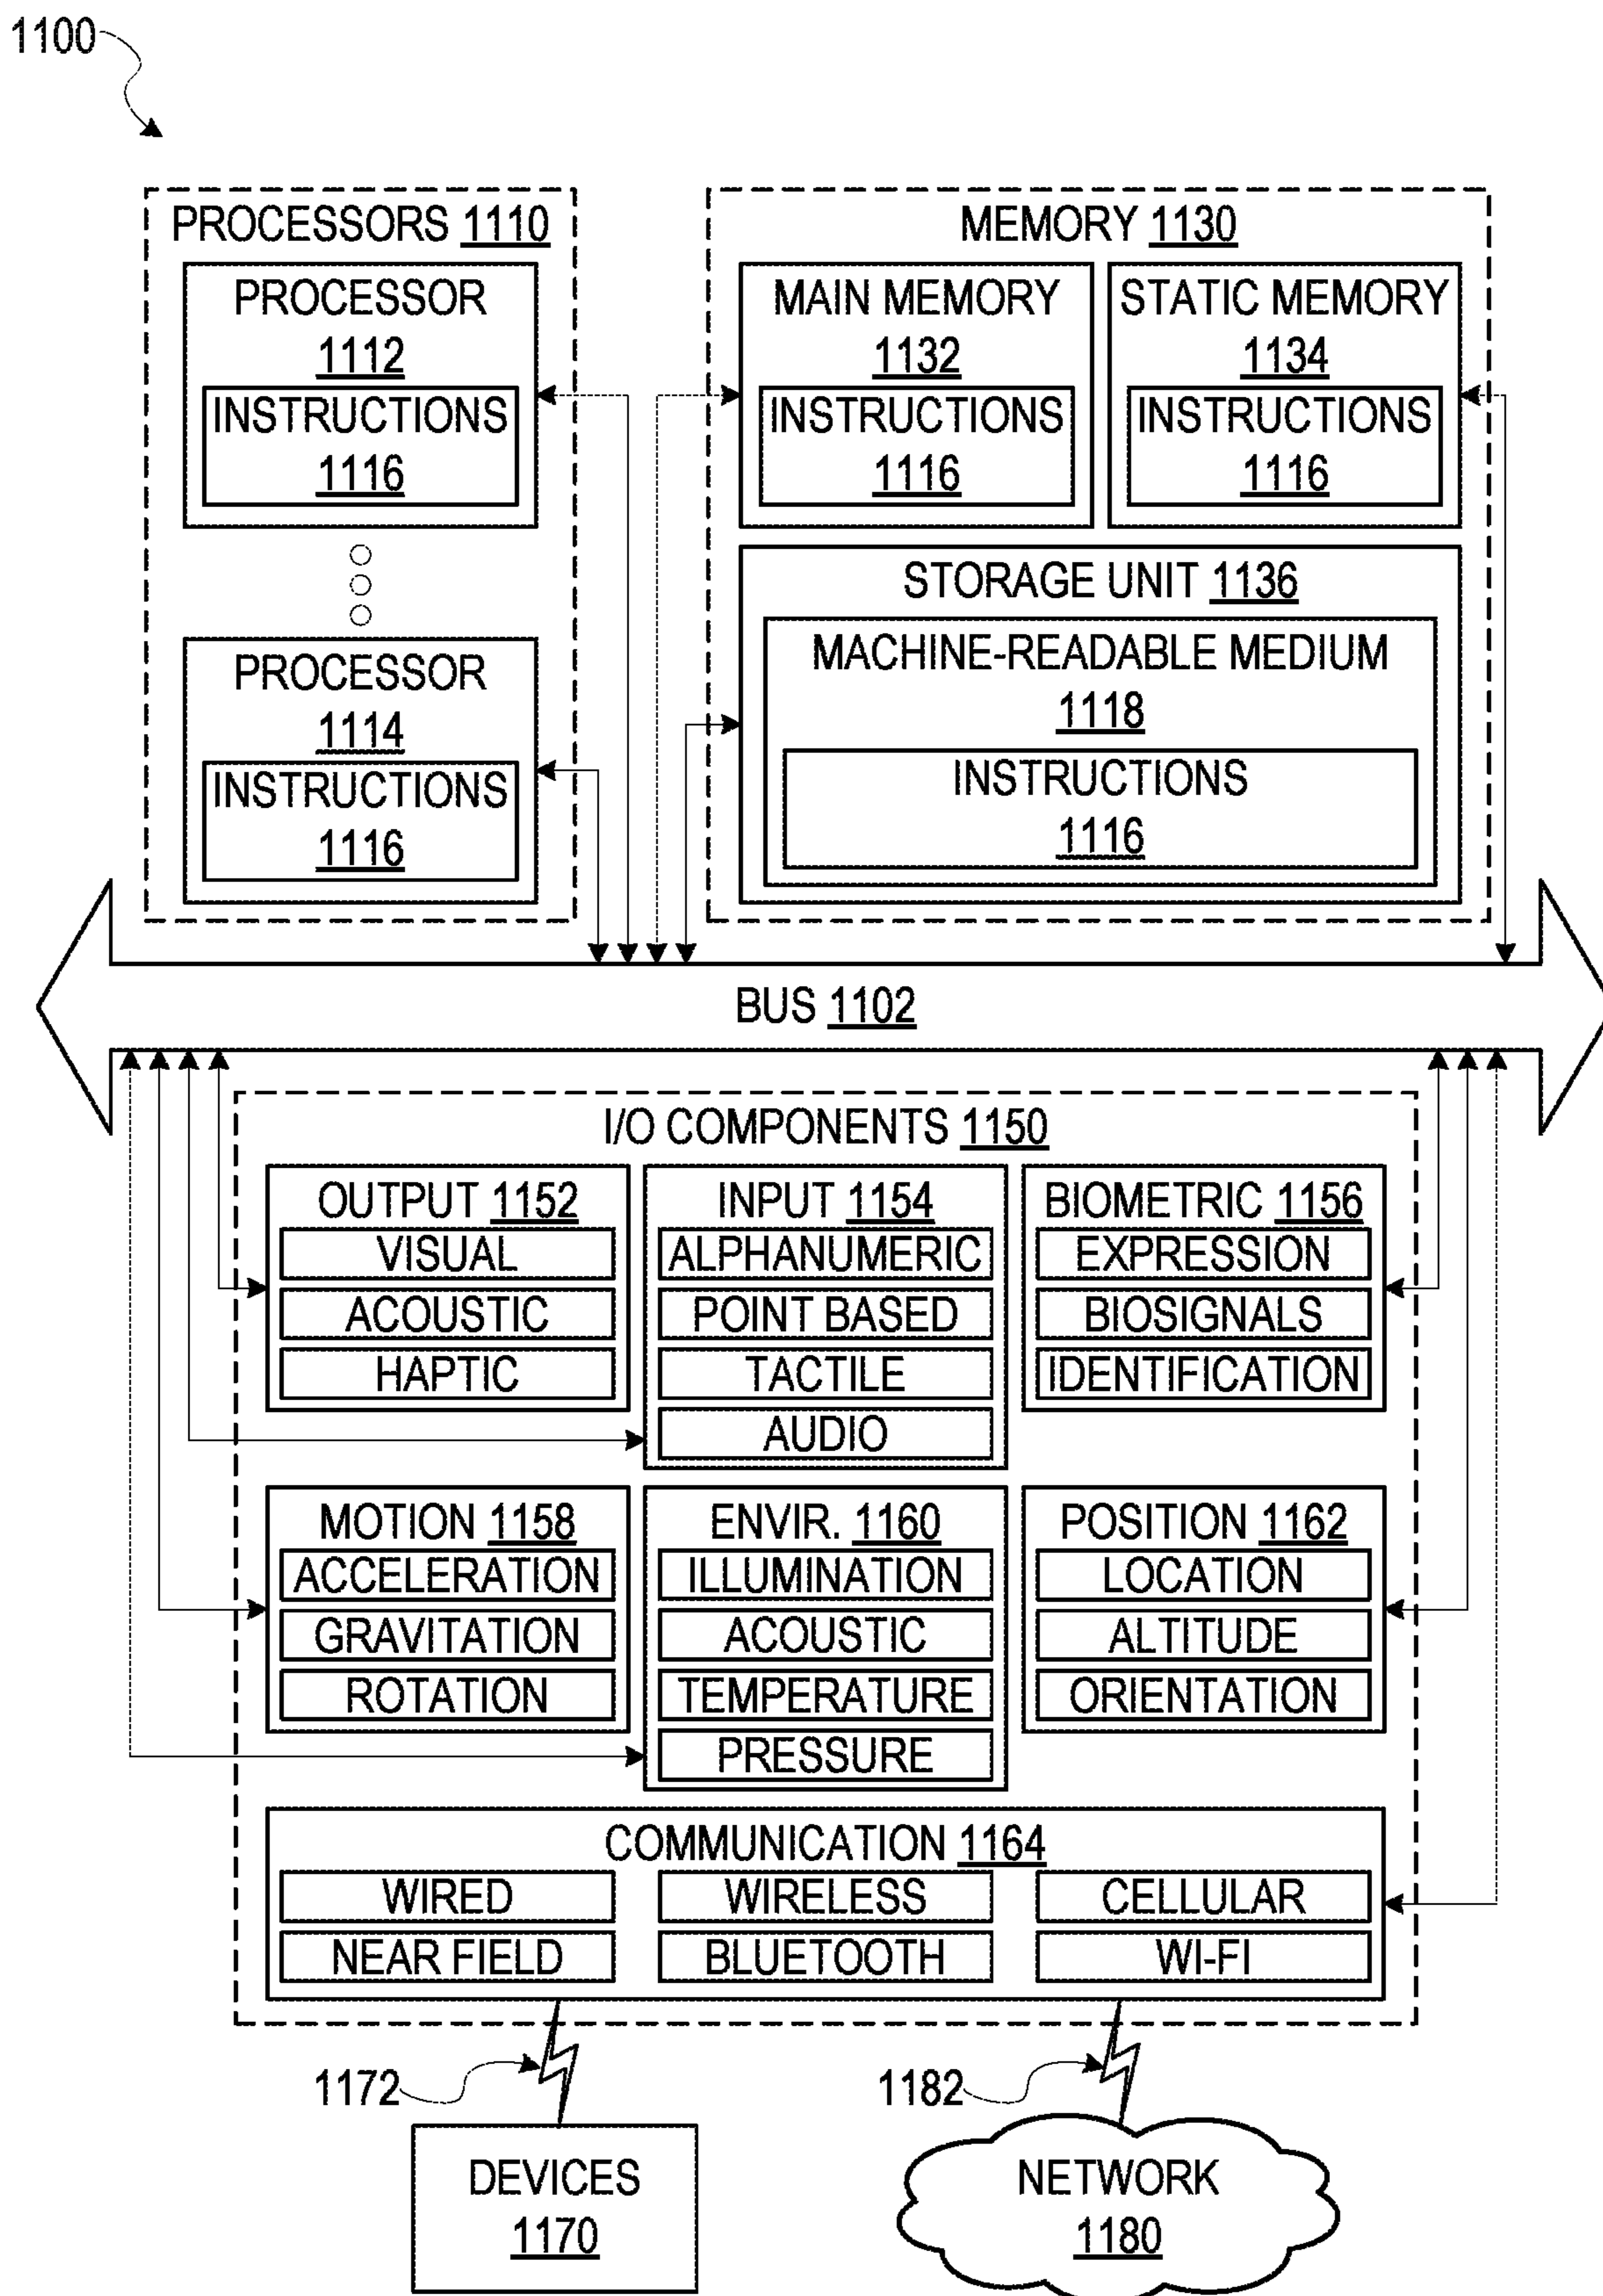 1100
PROCESSORS 1110
PROCESSOR
1112
INSTRUCTIONS
1116
PROCESSOR
1114
INSTRUCTIONS
1116
MEMORY 1130
MAIN MEMORY
1132
INSTRUCTIONS
1116
STATIC MEMORY
1134
INSTRUCTIONS
1116
STORAGE UNIT 1136
MACHINE-READABLE MEDIUM
1118
INSTRUCTIONS
1116
BUS 1102
I/O COMPONENTS 1150
OUTPUT 1152
VISUAL
ACOUSTIC
HAPTIC
INPUT 1154
ALPHANUMERIC
POINT BASED
TACTILE
AUDIO
BIOMETRIC 1156
EXPRESSION
BIOSIGNALS
IDENTIFICATION
MOTION 1158
ACCELERATION
GRAVITATION
ROTATION
ENVIR. 1160
ILLUMINATION
ACOUSTIC
TEMPERATURE
PRESSURE
POSITION 1162
LOCATION
ALTITUDE
ORIENTATION
COMMUNICATION 1164
WIRED
WIRELESS
CELLULAR
NEAR FIELD
BLUETOOTH
WI-FI
1172
1182
DEVICES
1170
NETWORK
1180